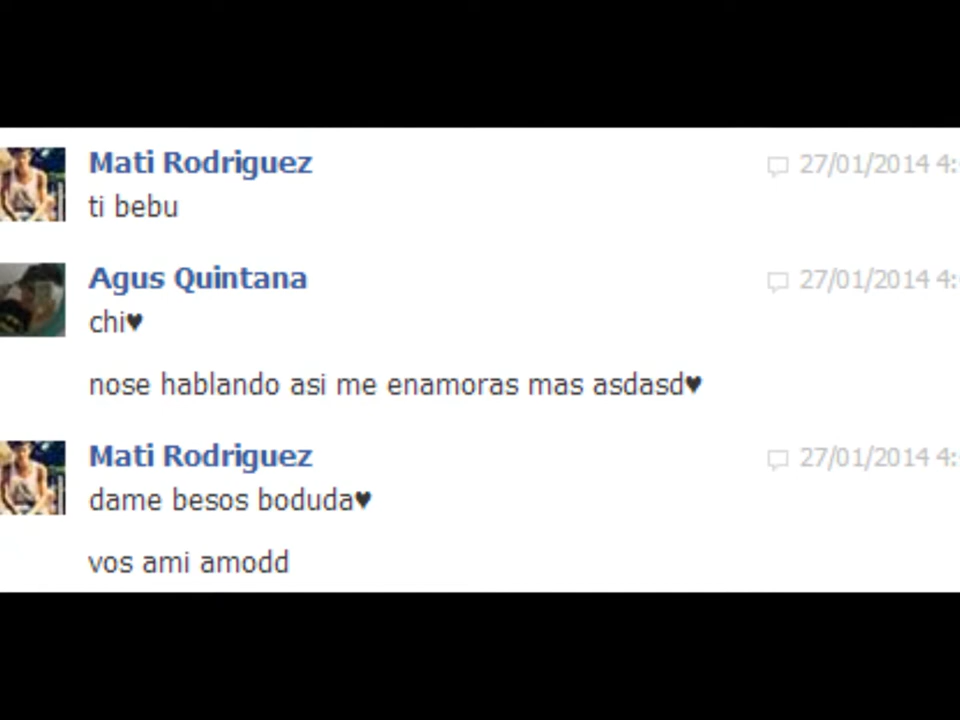 Mati Rodriguez 27/01/2014 4:
ti bebu
Agus Quintana 27/01/2014 4:
chi♥
nose hablando asi me enamoras mas asdasd♥
Mati Rodriguez 27/01/2014 4:
dame besos boduda♥
vos ami amodd